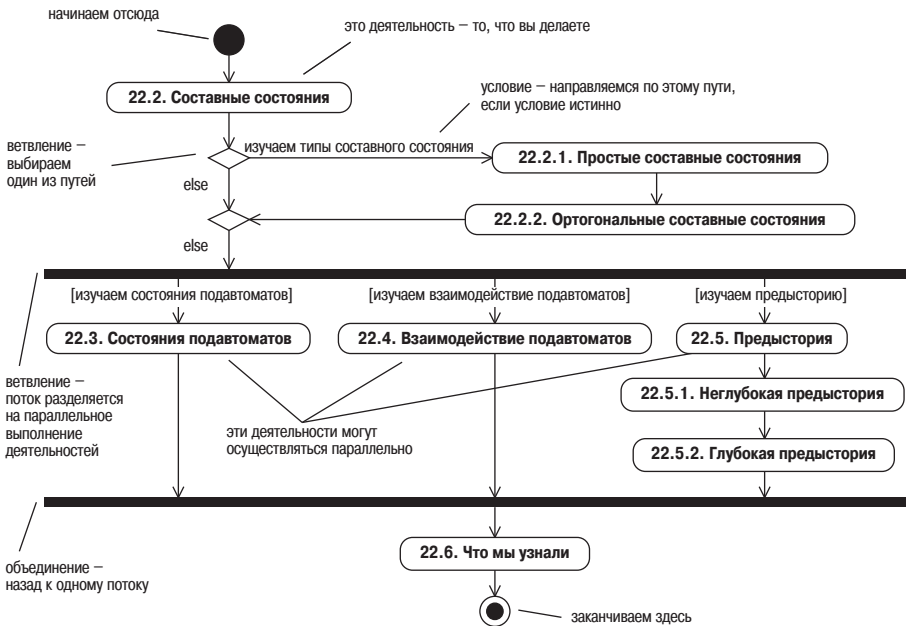 начинаем отсюда
это деятельность – то, что вы делаете
22.2. Составные состояния
условие – направляемся по этому пути,
если условие истинно
ветвление –
выбираем
один из путей
изучаем типы составного состояния
22.2.1. Простые составные состояния
else
22.2.2. Ортогональные составные состояния
else
[изучаем состояния подавтоматов]
[изучаем взаимодействие подавтоматов]
[изучаем предысторию]
22.3. Состояния подавтоматов
22.4. Взаимодействие подавтоматов
22.5. Предыстория
ветвление –
поток разделяется
на параллельное
выполнение
деятельностей
22.5.1. Неглубокая предыстория
эти деятельности могут
осуществляться параллельно
22.5.2. Глубокая предыстория
22.6. Что мы узнали
объединение –
назад к одному потоку
заканчиваем здесь